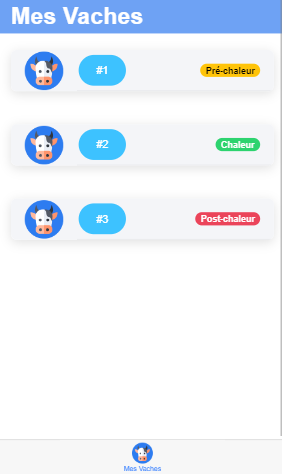 Mes Vaches
#1 Pré-chaleur
#2 Chaleur
#3 Post-chaleur
Mes Vaches